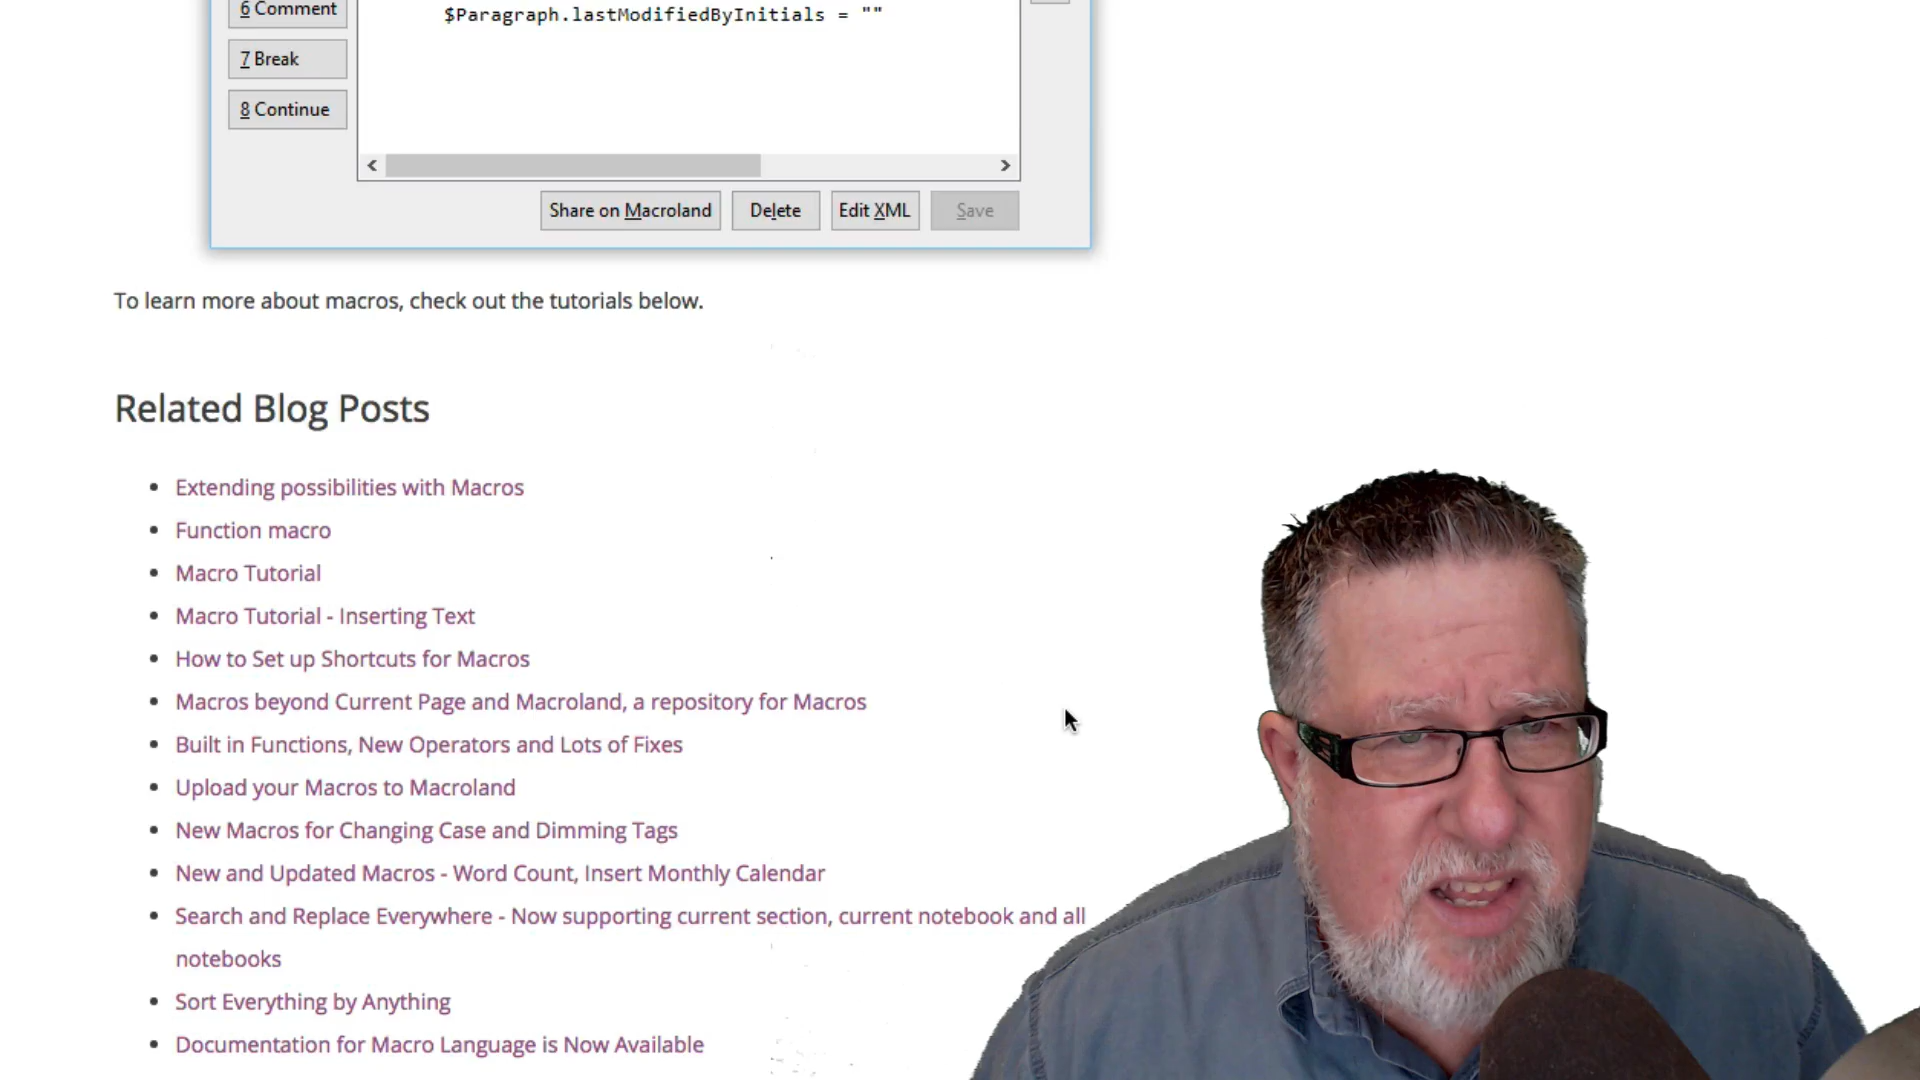 6 Comment
$Paragraph.lastModifiedByInitials = ""
7 Break
8 Continue
Share on Macroland
Delete
Edit XML
Save
To learn more about macros, check out the tutorials below.
Related Blog Posts
Extending possibilities with Macros
Function macro
Macro Tutorial
Macro Tutorial - Inserting Text
How to Set up Shortcuts for Macros
Macros beyond Current Page and Macroland, a repository for Macros
Built in Functions, New Operators and Lots of Fixes
Upload your Macros to Macroland
New Macros for Changing Case and Dimming Tags
New and Updated Macros - Word Count, Insert Monthly Calendar
Search and Replace Everywhere - Now supporting current section, current notebook and all
notebooks
Sort Everything by Anything
Documentation for Macro Language is Now Available